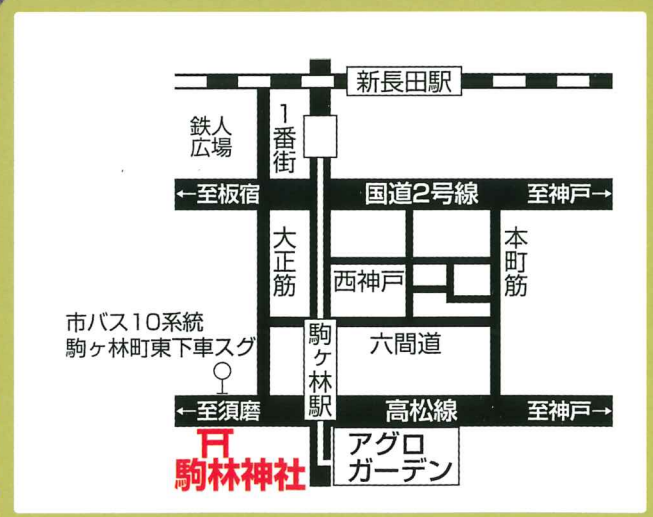 新長田駅
鉄人
広場
1番街
←至板宿
国道2号線
至神戸→
大正筋
西神戸
本町筋
市バス10系統
駒ヶ林町東下車スグ
駒ヶ林駅
六間道
←至須磨
高松線
至神戸→
駒林神社
アグロ
ガーデン